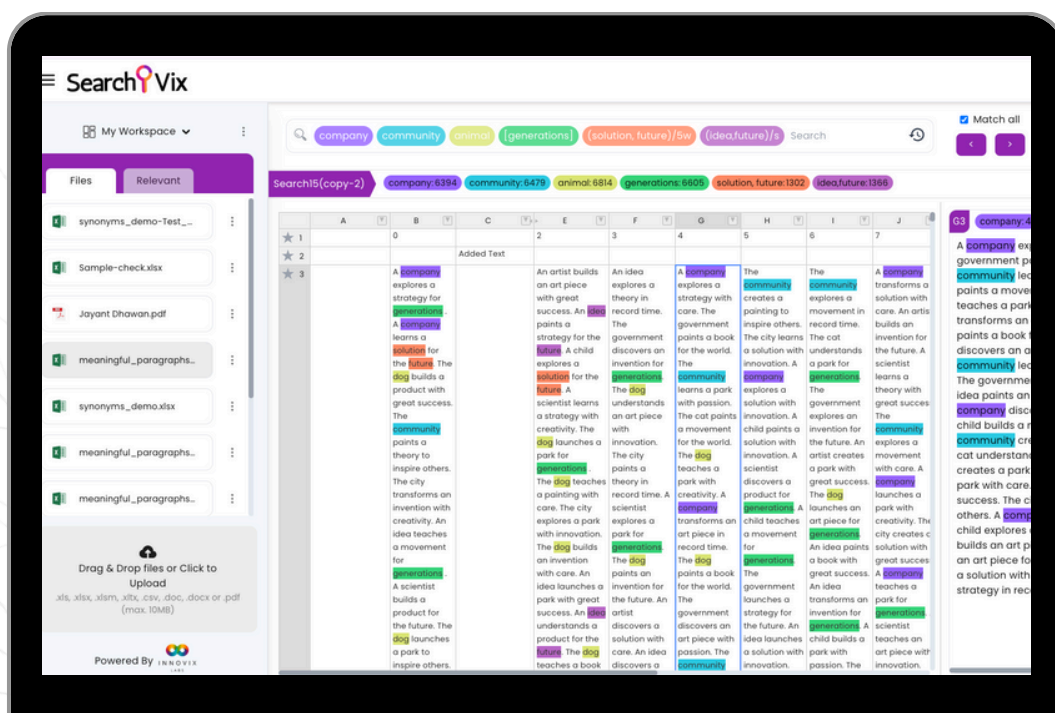 Search Vix
My Workspace
Files
Relevant
synonyms_demo-Test_...
Sample-check.xlsx
Jayant Dhawan.pdf
meaningful_paragraphs...
synonyms_demo.xlsx
meaningful_paragraphs...
meaningful_paragraphs...
Drag & Drop files or Click to
Upload
.xls, .xlsx, .xlsm, .xltx, .csv, .doc, .docx or .pdf
(max. 10MB)
Powered By INNOVIX
LABS
company community animal [generations] (solution, future)/5w (idea,future)/s Search
Match all
Search15(copy-2) company:6394 community:6479 animal:6814 generations:6605 solution, future:1302 idea,future:1366
A B C E F G H I J
1 0 2 3 4 5 6 7
2 Added Text
3
A company
explores a
strategy for
generations.
A company
learns a
solution for
the future. The
dog builds a
product with
great success.
The
community
paints a
theory to
inspire others.
The city
transforms an
invention with
creativity. An
idea teaches
a movement
for
generations.
A scientist
builds a
product for
the future. The
dog launches
a park to
inspire others.
An artist builds
an art piece
with great
success. An idea
paints a
strategy for the
future. A child
explores a
solution for the
future. A
scientist learns
a strategy with
creativity. The
dog launches a
park for
generations.
The dog teaches
a painting with
care. The city
explores a park
with innovation.
The dog builds
an invention
with care. An
idea launches a
park with great
success. An idea
understands a
product for the
future. The dog
teaches a book
An idea
explores a
theory in
record time.
The
government
discovers an
invention for
generations.
The dog
understands
an art piece
with
innovation.
The city
paints a
theory in
record time. A
scientist
explores a
park for
generations.
The dog
paints an
invention for
the future. An
artist
discovers a
solution with
care. An idea
discovers a
A company
explores a
strategy with
care. The
government
paints a book
for the world.
The
community
learns a park
with passion.
The cat paints
a movement
for the world.
The dog
teaches a
park with
creativity. A
company
transforms an
art piece in
record time.
The dog
paints a book
for the world.
The
government
discovers an
art piece with
passion. The
community
The
community
creates a
painting to
inspire others.
The city learns
a solution with
innovation. A
company
explores a
solution with
innovation. A
child paints a
solution with
innovation. A
scientist
discovers a
product for
generations. A
child teaches
a movement
for
generations.
The
government
launches a
strategy for
the future. An
idea launches
a solution with
innovation.
The
community
explores a
movement in
record time.
The cat
understands
a park for
generations.
The
government
explores an
invention for
the future. An
artist creates
a park with
great success.
The dog
launches an
art piece for
generations.
An idea paints
a book with
great success.
An idea
transforms an
invention for
generations. A
child builds a
park with
passion. The
A company
transforms a
solution with
care. An artis
builds an
invention for
the future. A
scientist
learns a
theory with
great succes
The
community
explores a
movement
with care. A
company
launches a
park with
creativity. The
city creates c
solution with
great succes
A company
teaches a
park for
generations.
scientist
teaches an
art piece with
innovation.
G3 company:4
A company exp
government pa
community lea
paints a move
teaches a park
transforms an
paints a book f
discovers an a
community lea
The governme
idea paints an
company disc
child builds a r
community cre
cat understan
creates a park
park with care.
success. The c
others. A comp
child explores
builds an art p
an art piece fo
a solution with
strategy in rec